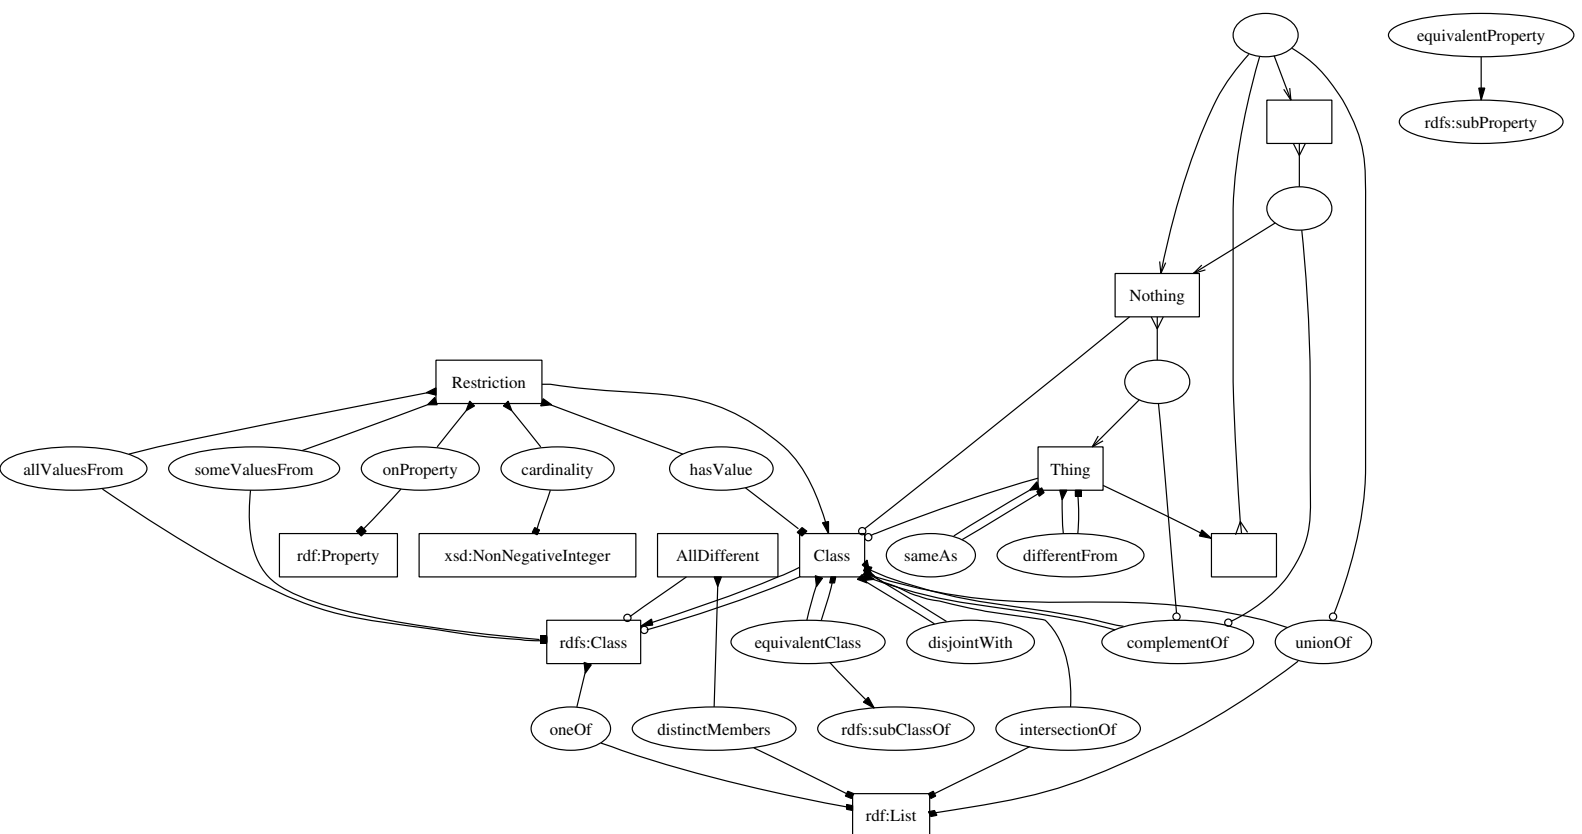 equivalentProperty
rdfs:subProperty
Nothing
Restriction
allValuesFrom
someValuesFrom
onProperty
cardinality
hasValue
Thing
rdf:Property
xsd:NonNegativeInteger
AllDifferent
Class
sameAs
differentFrom
rdfs:Class
equivalentClass
disjointWith
complementOf
unionOf
oneOf
distinctMembers
rdfs:subClassOf
intersectionOf
rdf:List